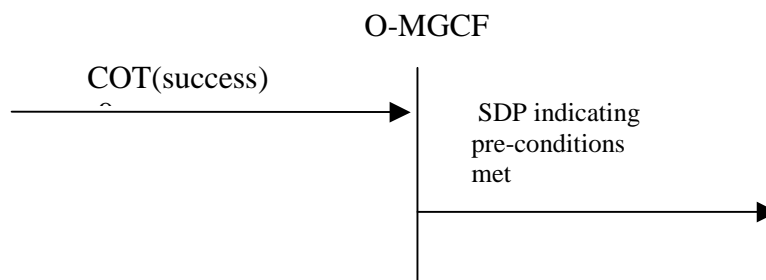 O-MGCF
COT(success)
SDP indicating
pre-conditions
met